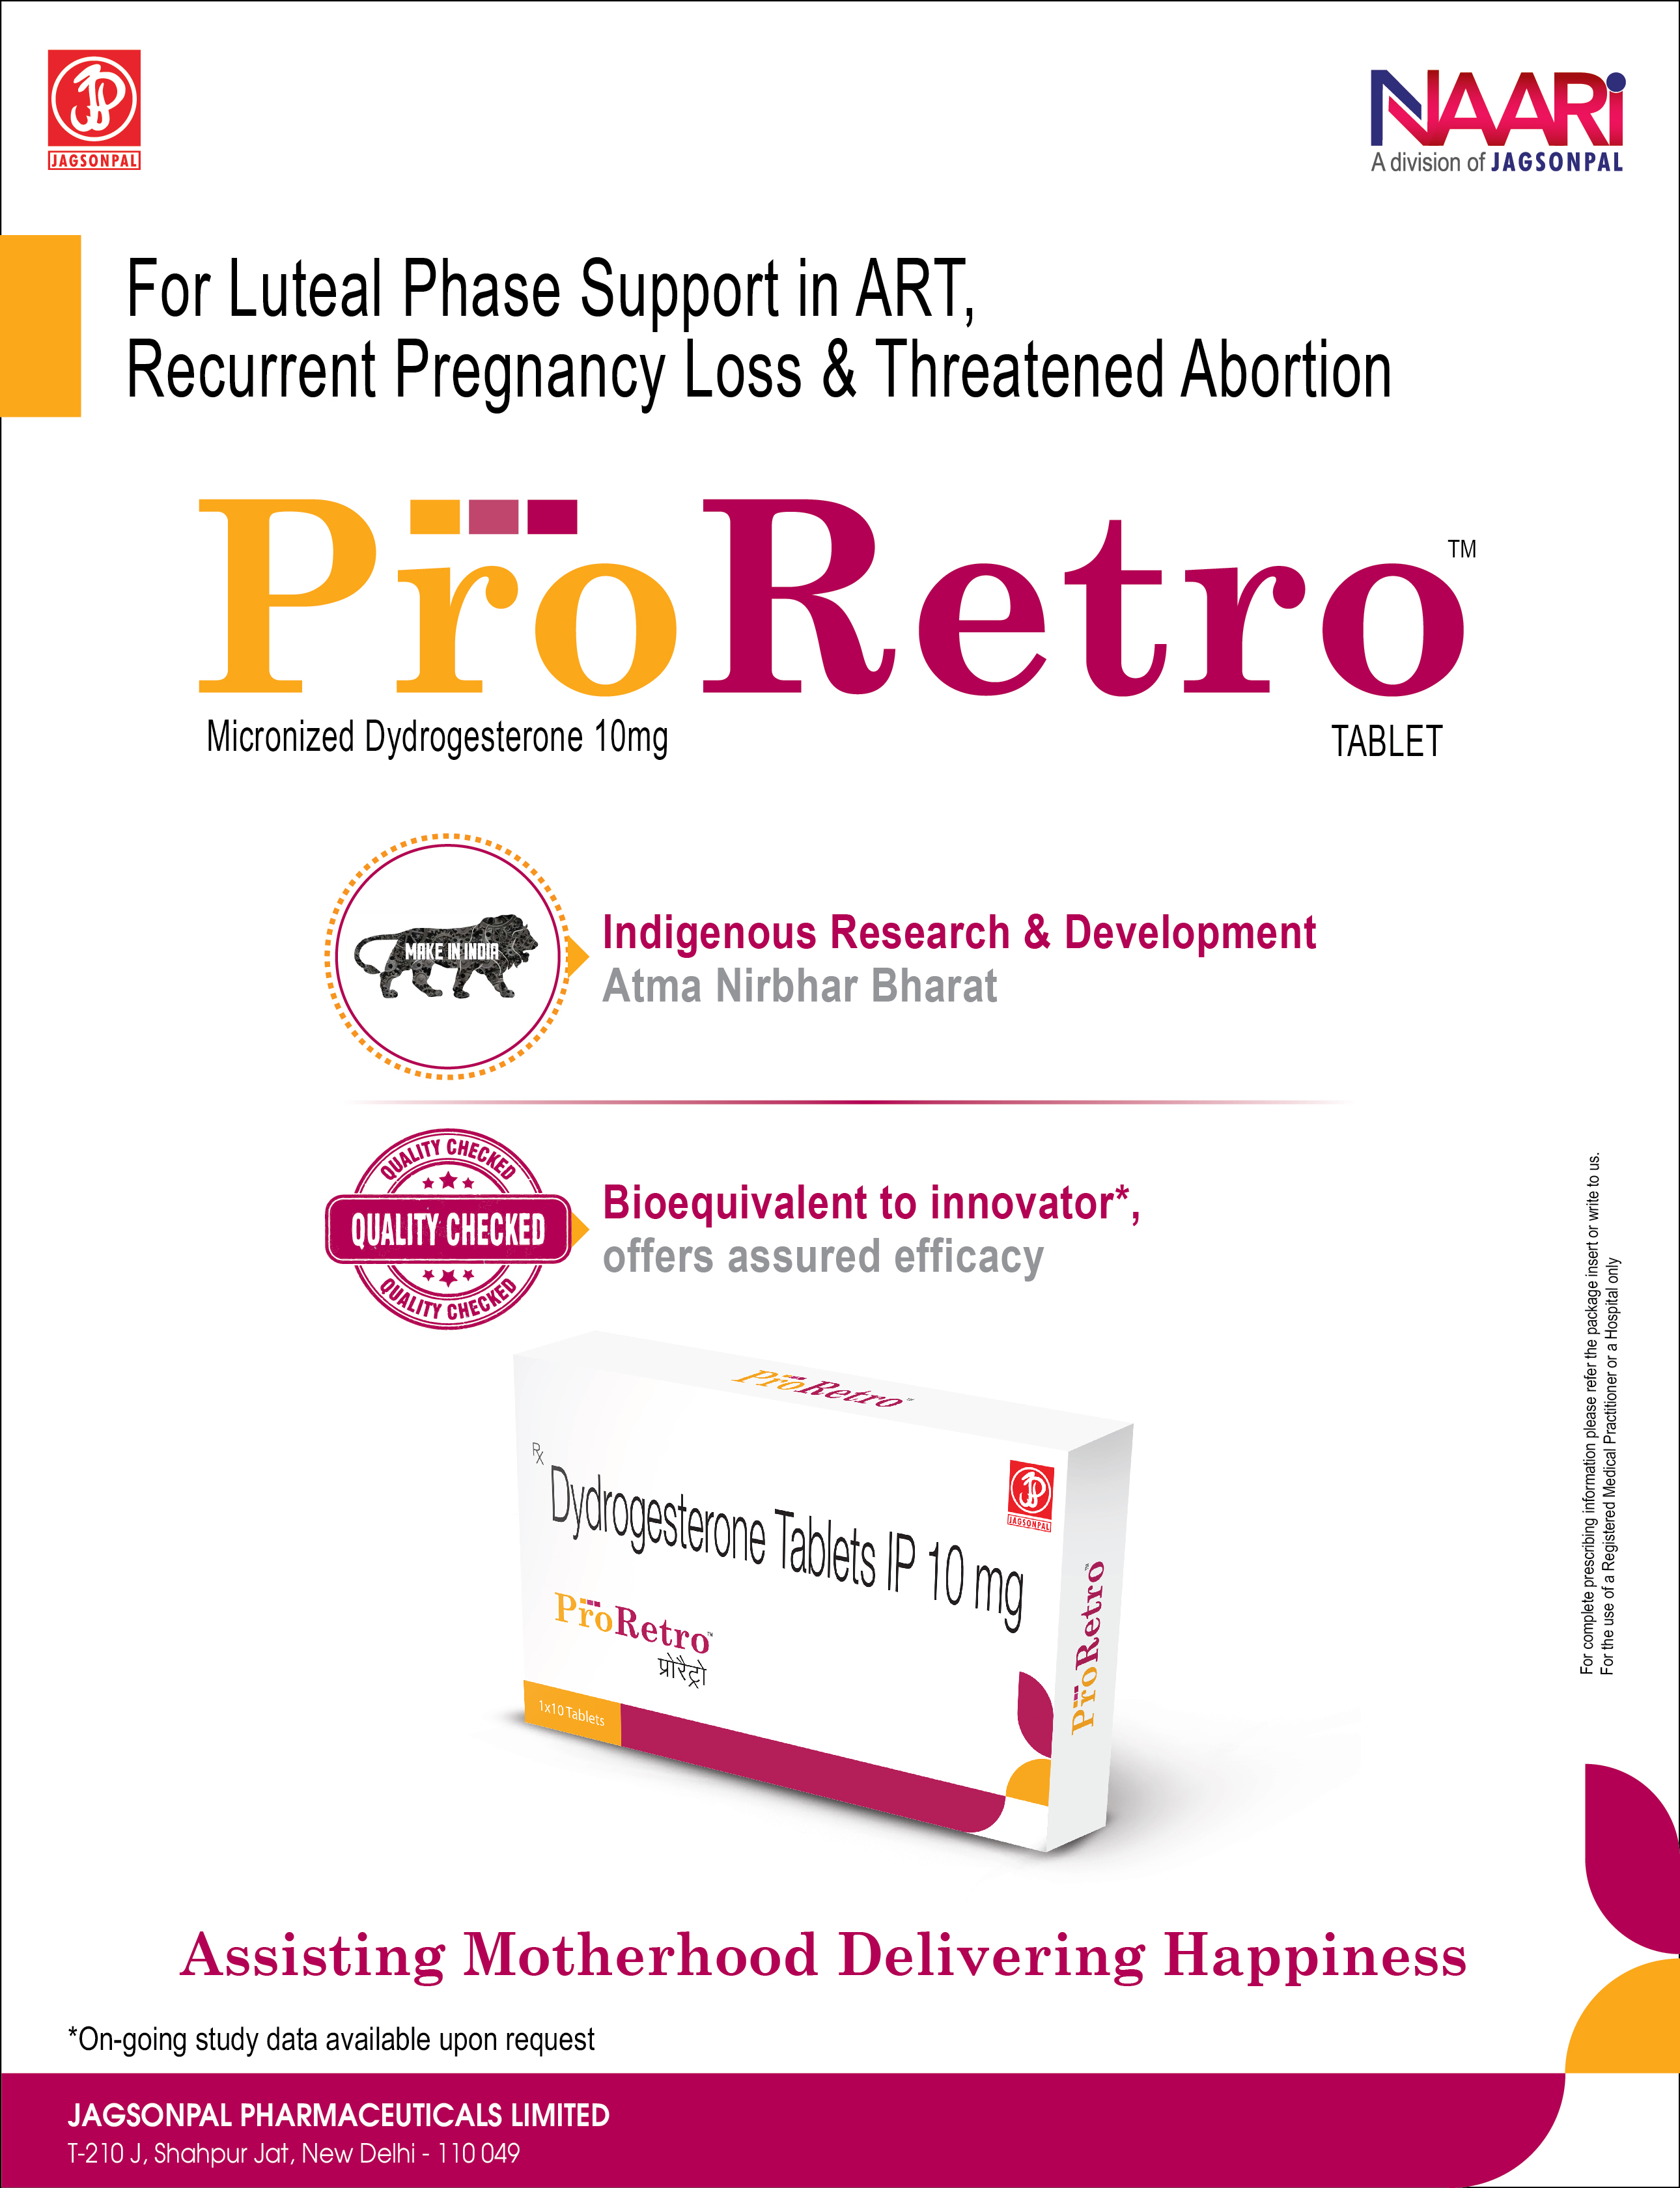 JAGSONPAL
NAARi
A division of JAGSONPAL
For Luteal Phase Support in ART,
Recurrent Pregnancy Loss & Threatened Abortion
ProRetro™
Micronized Dydrogesterone 10mg
TABLET
MAKE IN INDIA
Indigenous Research & Development
Atma Nirbhar Bharat
QUALITY CHECKED
QUALITY CHECKED
QUALITY CHECKED
Bioequivalent to innovator*,
offers assured efficacy
For complete prescribing information please refer the package insert or write to us.
For the use of a Registered Medical Practitioner or a Hospital only
ProRetro™
Rx
Dydrogesterone Tablets IP 10 mg
JAGSONPAL
ProRetro™
प्रोरैट्रो
1x10 Tablets
ProRetro™
Assisting Motherhood Delivering Happiness
*On-going study data available upon request
JAGSONPAL PHARMACEUTICALS LIMITED
T-210 J, Shahpur Jat, New Delhi - 110 049